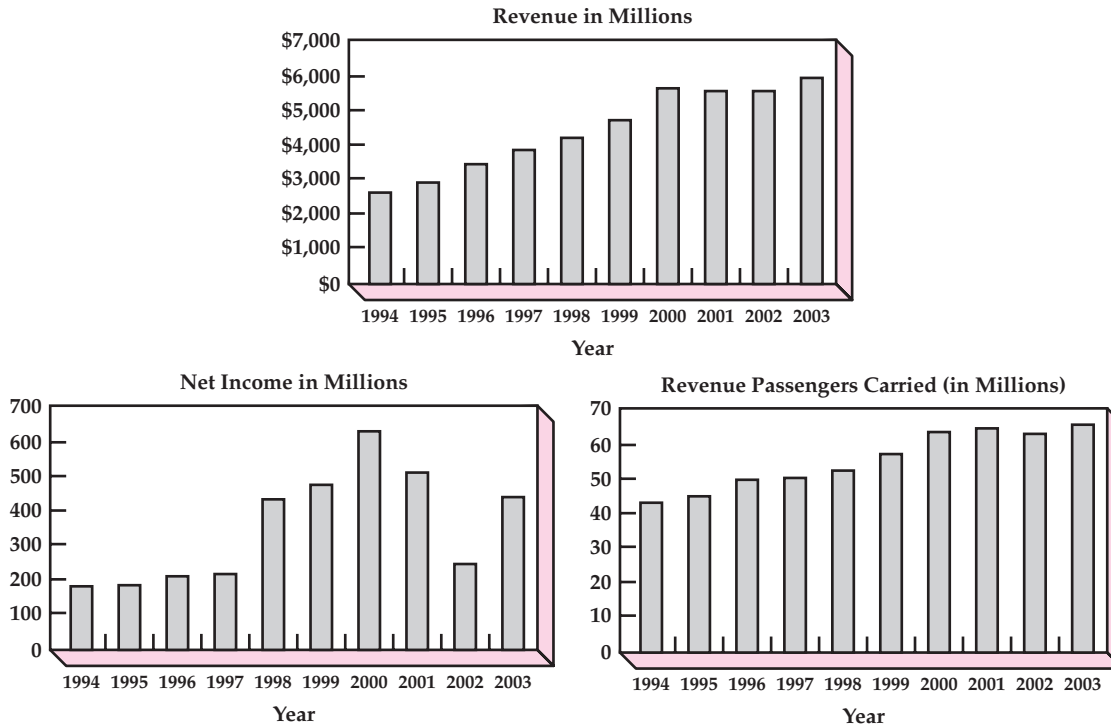 Revenue in Millions
$7,000
$6,000
$5,000
$4,000
$3,000
$2,000
$1,000
$0
1994 1995 1996 1997 1998 1999 2000 2001 2002 2003
Year
Net Income in Millions
700
600
500
400
300
200
100
0
1994 1995 1996 1997 1998 1999 2000 2001 2002 2003
Year
Revenue Passengers Carried (in Millions)
70
60
50
40
30
20
10
0
1994 1995 1996 1997 1998 1999 2000 2001 2002 2003
Year